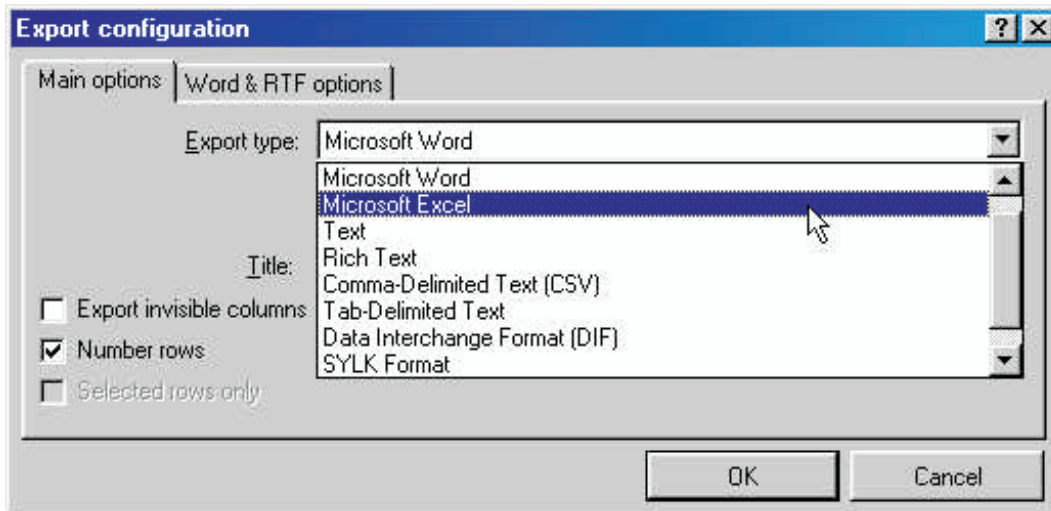 Export configuration
Main options Word & RTF options
Export type: Microsoft Word
Microsoft Word
Microsoft Excel
Text
Rich Text
Title:
Comma-Delimited Text (CSV)
Export invisible columns
Tab-Delimited Text
Data Interchange Format (DIF)
Number rows
SYLK Format
Selected rows only
OK Cancel